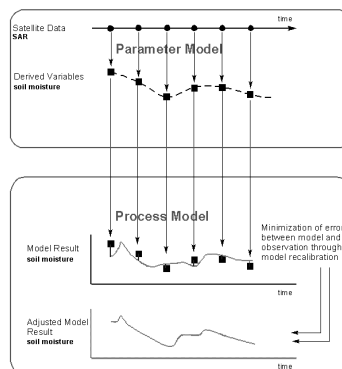 time
Satellite Data
SAR
Parameter Model
Derived Variables
soil moisture
Process Model
Minimization of error
between model and
observation through
model recalibration
Model Result
soil moisture
time
Adjusted Model
Result
soil moisture
time